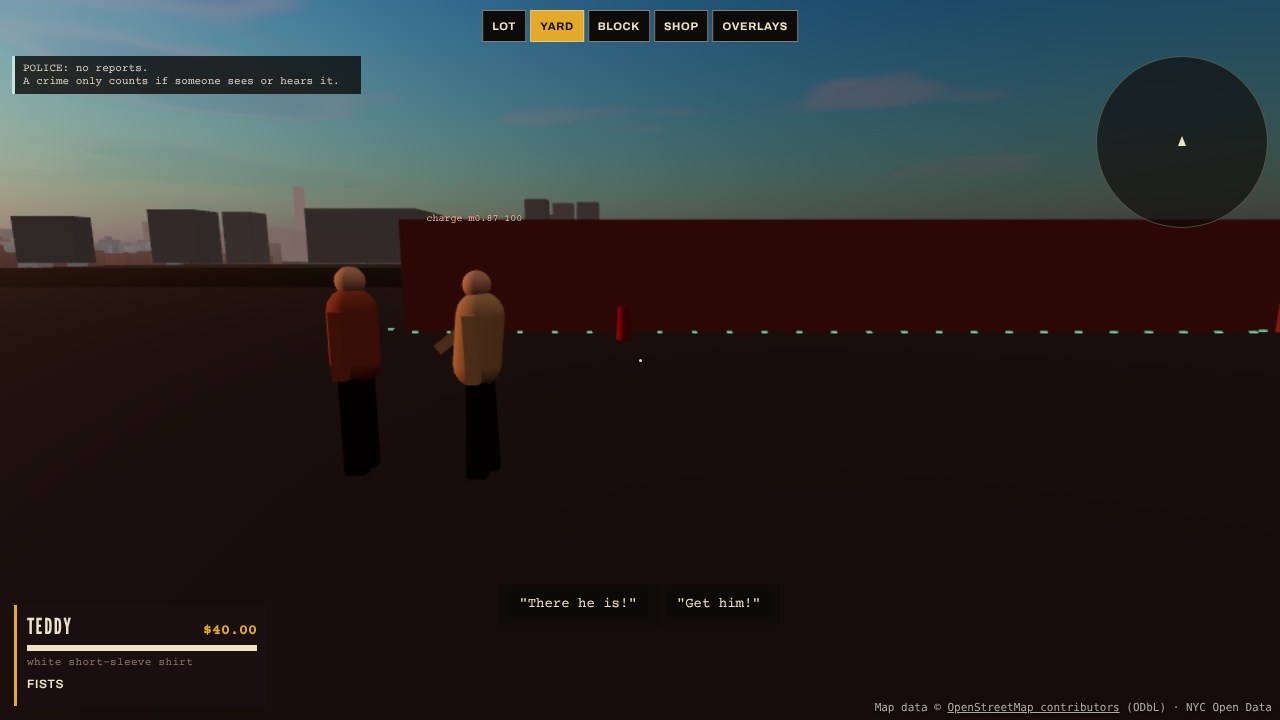 LOT
YARD
BLOCK
SHOP
OVERLAYS
POLICE: no reports.
A crime only counts if someone sees or hears it.
charge m0.87 100
"There he is!" "Get him!"
TEDDY $40.00
white short-sleeve shirt
FISTS
Map data © OpenStreetMap contributors (ODbL) · NYC Open Data